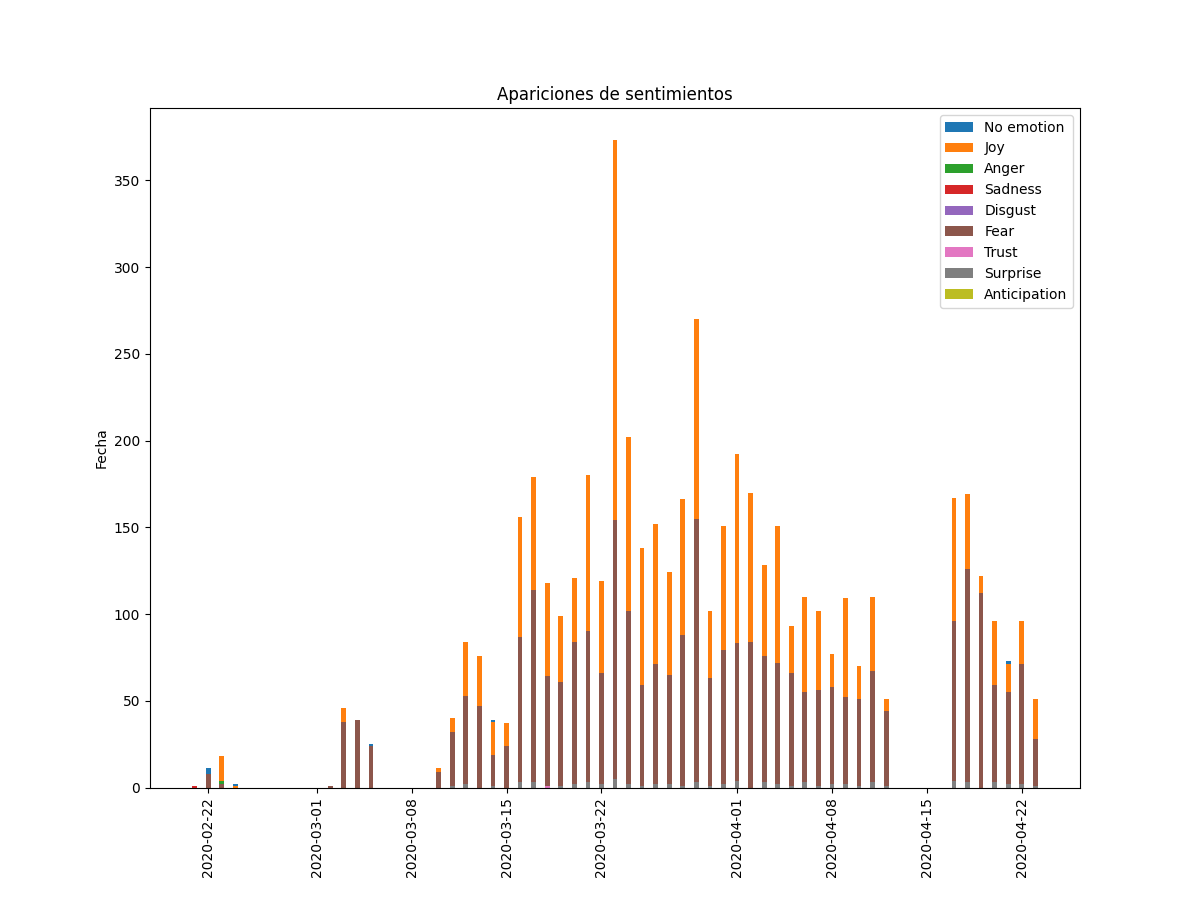 Apariciones de sentimientos
No emotion
Joy
Anger
Sadness
Disgust
Fear
Trust
Surprise
Anticipation
Fecha
350
300
250
200
150
100
50
0
2020-02-22
2020-03-01
2020-03-08
2020-03-15
2020-03-22
2020-04-01
2020-04-08
2020-04-15
2020-04-22